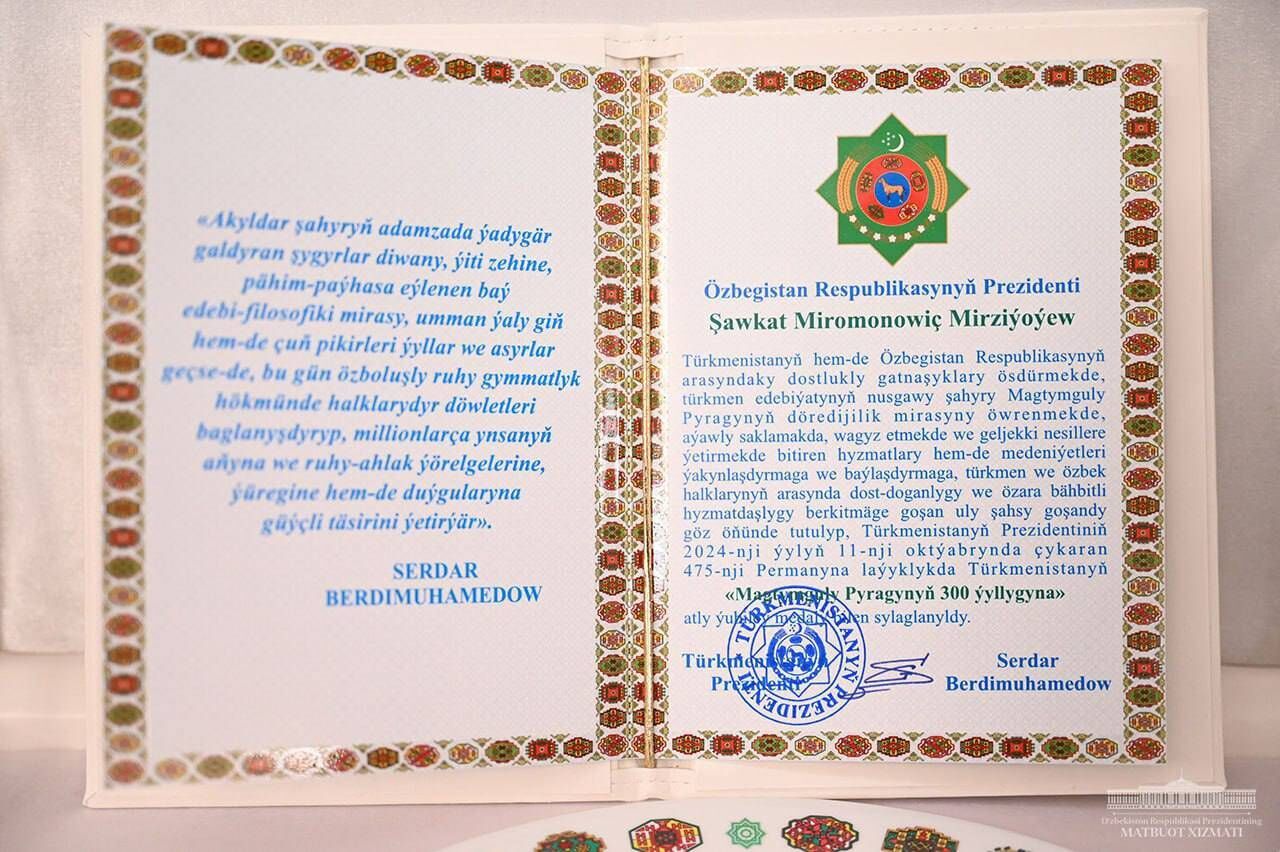 «Akyldar şahyryň adamzada ýadygär
galdyran şygyrlar diwany, ýiti zehine,
pähim-paýhasa eýlenen baý
edebi-filosofiki mirasy, umman ýaly giň
hem-de çuň pikirleri ýyllar we asyrlar
geçse-de, bu gün özboluşly ruhy gymmatlyk
hökmünde halklarydyr döwletleri
baglanyşdyryp, millionlarça ynsanyň
aňyna we ruhy-ahlak ýörelgelerine,
ýüregine hem-de duýgularyna
güýçli täsirini ýetirýär».
SERDAR
BERDIMUHAMEDOW
Özbegistan Respublikasynyň Prezidenti
Şawkat Miromonowiç Mirziýoýew
Türkmenistanyň hem-de Özbegistan Respublikasynyň
arasyndaky dostlukly gatnaşyklary ösdürmekde,
türkmen edebiýatynyň nusgawy şahyry Magtymguly
Pyragynyň döredijilik mirasyny öwrenmekde,
aýawly saklamakda, wagyz etmekde we geljekki nesillere
ýetirmekde bitiren hyzmatlary hem-de medeniýetleri
ýakynlaşdyrmaga we baýlaşdyrmaga, türkmen we özbek
halklarynyň arasynda dost-doganlygy we özara bähbitli
hyzmatdaşlygy berkitmäge goşan uly şahsy goşandy
göz öňünde tutulyp, Türkmenistanyň Prezidentiniň
2024-nji ýylyň 11-nji oktýabrynda çykaran
475-nji Permanyna laýyklykda Türkmenistanyň
«Magtymguly Pyragynyň 300 ýyllygyna»
atly ýubileý medaly bilen sylaglanyldy.
Türkmenistanyň
Prezidenti
TÜRKMENISTANYŇ PREZIDENTI
Serdar
Berdimuhamedow
O'zbekiston Respublikasi Prezidentining
MATBUOT XIZMATI